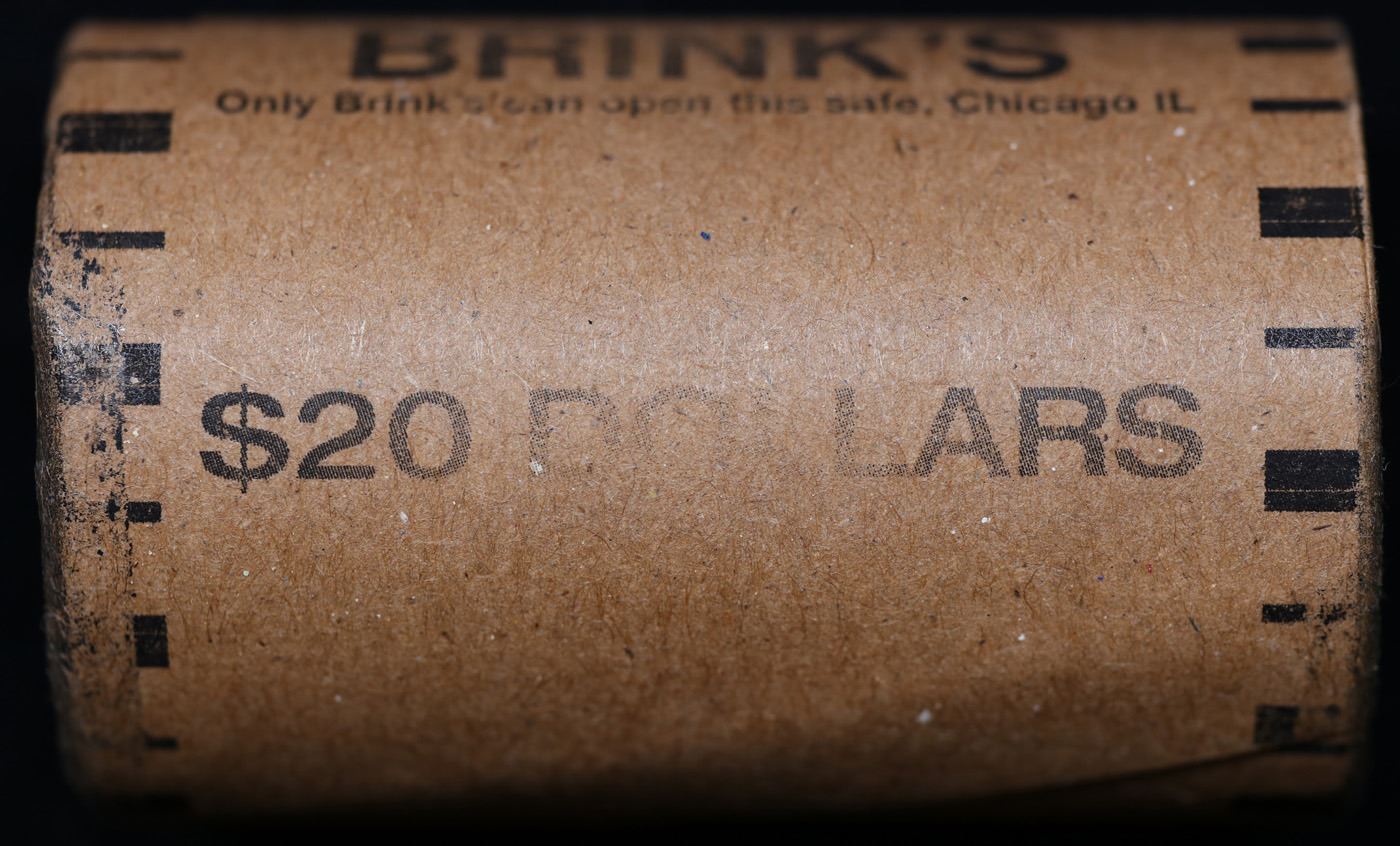 BRINK'S
Only Brink's can open this safe, Chicago IL
$20 DOLLARS